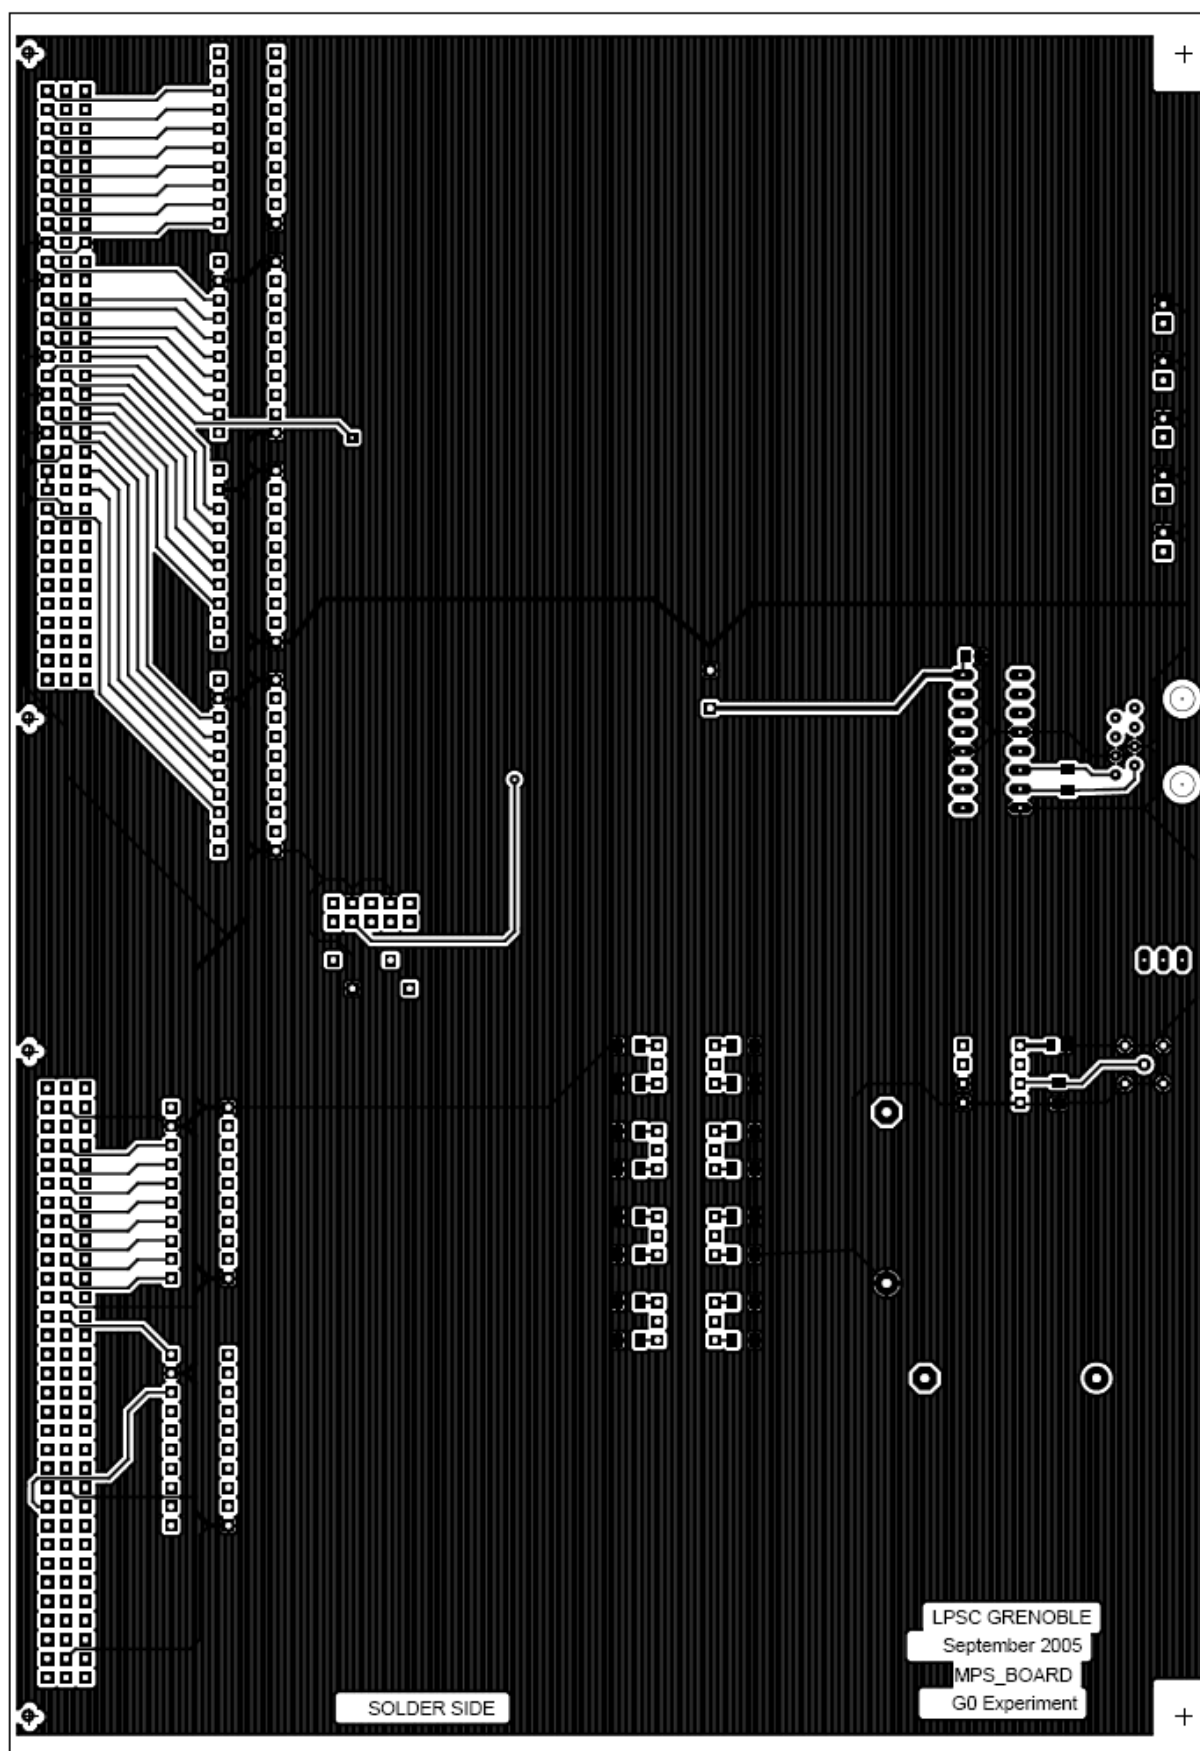 LPSC GRENOBLE
September 2005
MPS_BOARD
G0 Experiment
SOLDER SIDE